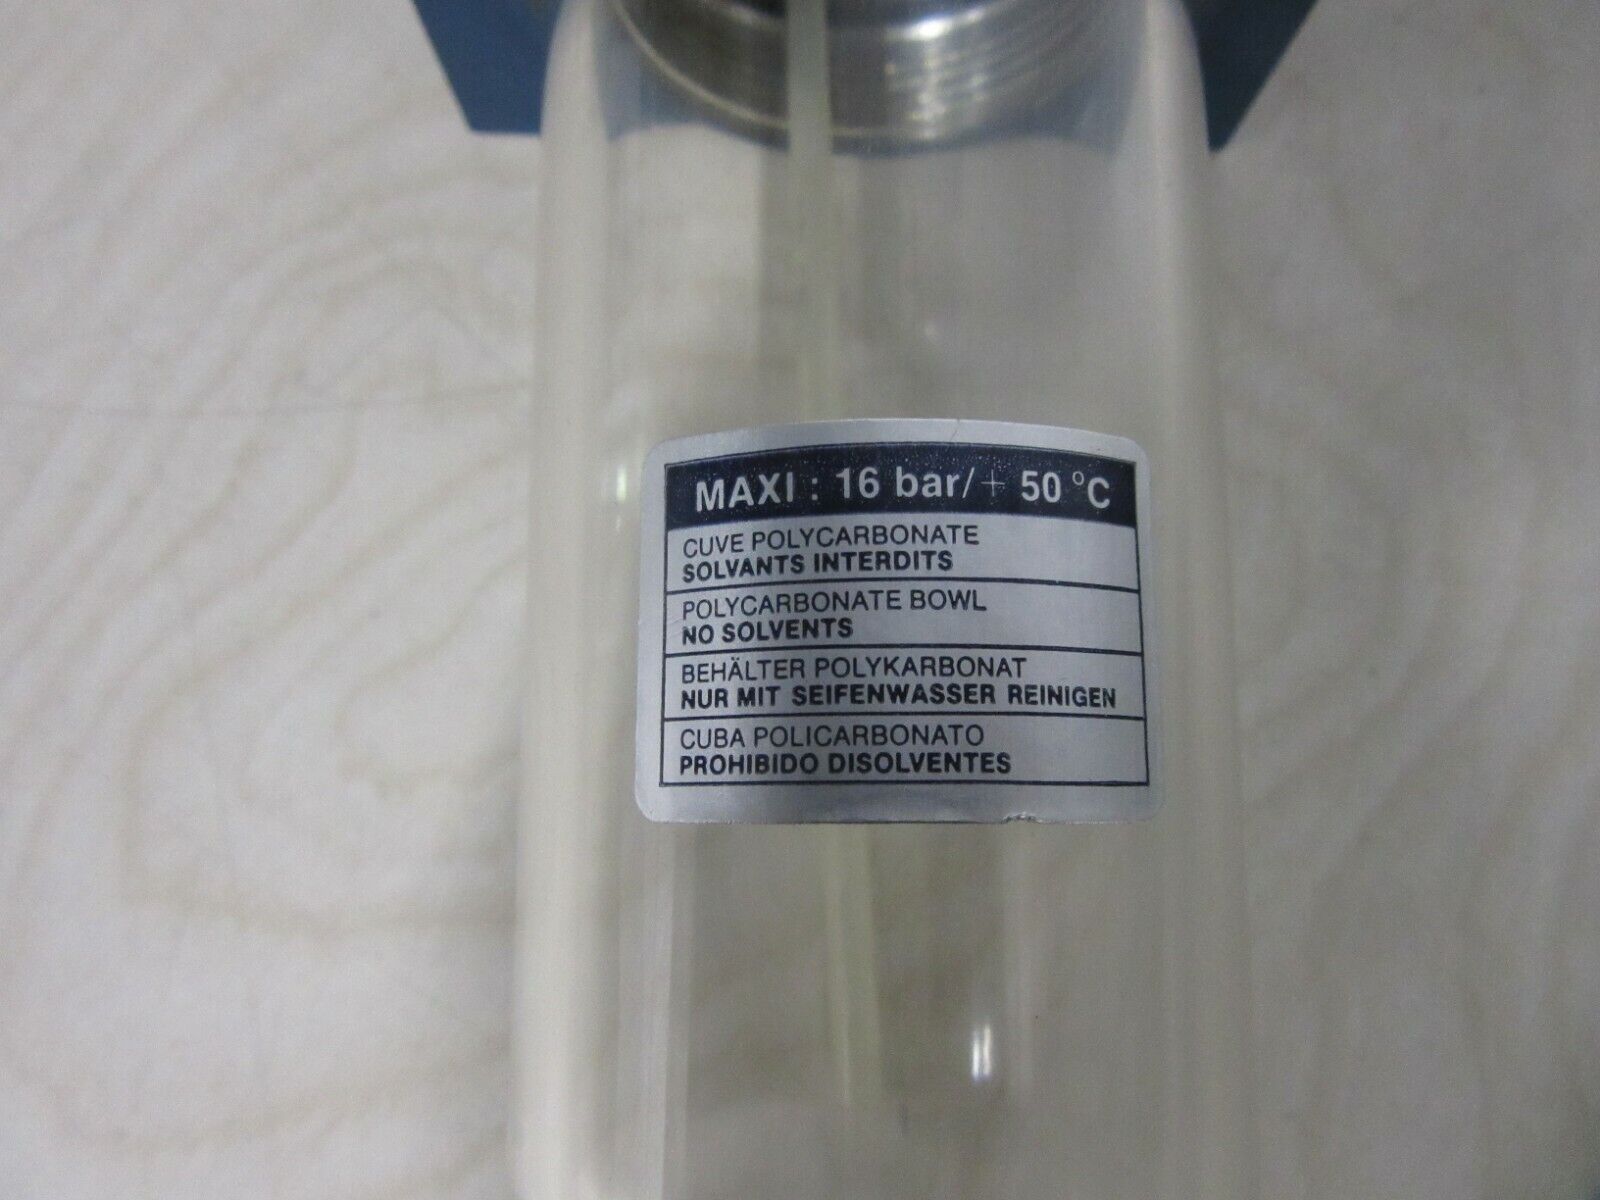 MAXI : 16 bar/ + 50 °C
CUVE POLYCARBONATE
SOLVANTS INTERDITS
POLYCARBONATE BOWL
NO SOLVENTS
BEHÄLTER POLYKARBONAT
NUR MIT SEIFENWASSER REINIGEN
CUBA POLICARBONATO
PROHIBIDO DISOLVENTES